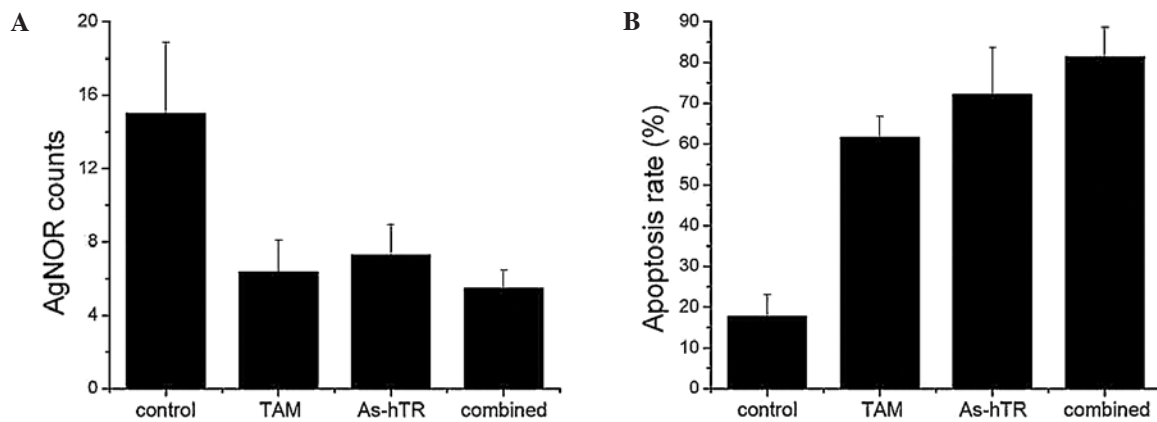 A
AgNOR counts
20
16
12
8
4
0
control TAM As-hTR combined
B
Apoptosis rate (%)
90
80
70
60
50
40
30
20
10
0
control TAM As-hTR combined